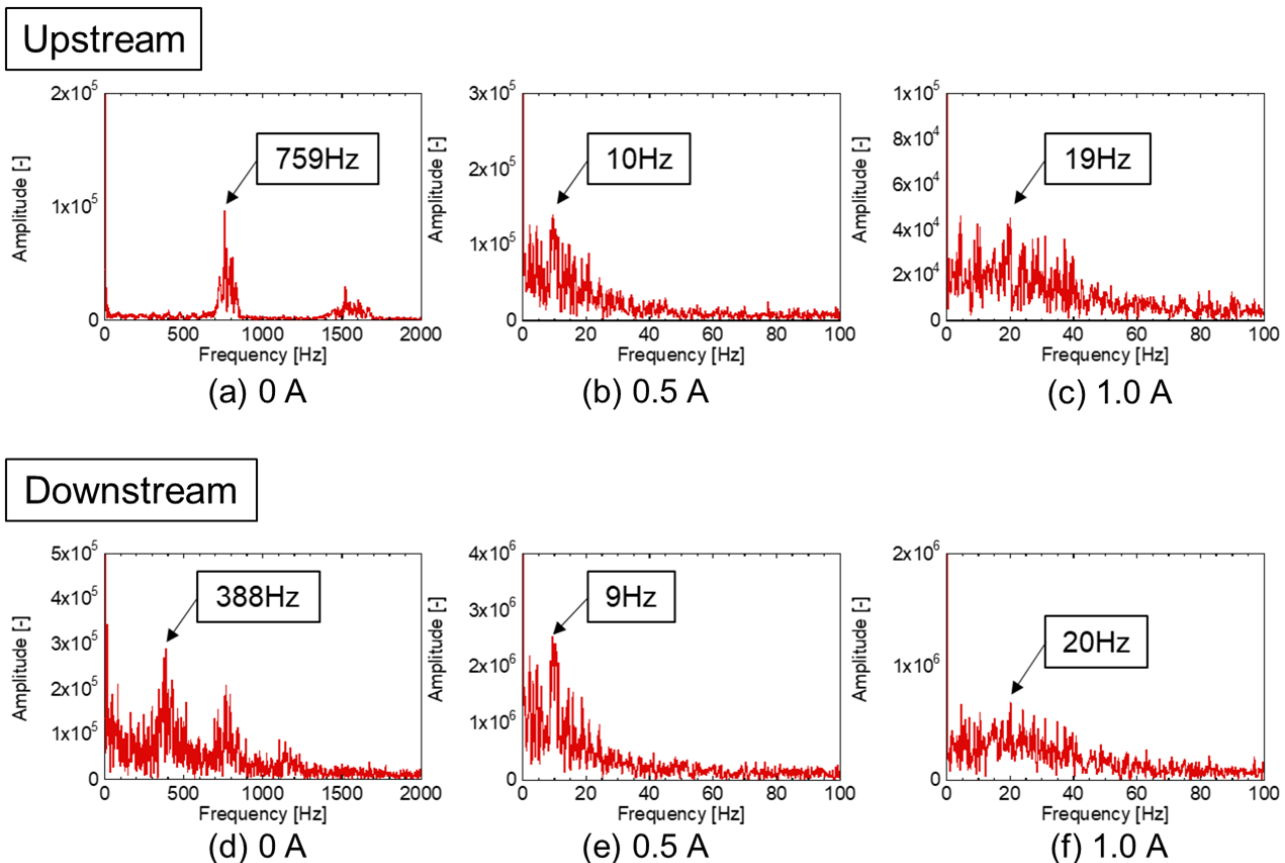 Upstream
2x10^5
1x10^5
0
Amplitude [-]
759Hz
0 500 1000 1500 2000
Frequency [Hz]
(a) 0 A
3x10^5
2x10^5
1x10^5
0
Amplitude [-]
10Hz
0 20 40 60 80 100
Frequency [Hz]
(b) 0.5 A
1x10^5
8x10^4
6x10^4
4x10^4
2x10^4
0
Amplitude [-]
19Hz
0 20 40 60 80 100
Frequency [Hz]
(c) 1.0 A
Downstream
5x10^5
4x10^5
3x10^5
2x10^5
1x10^5
0
Amplitude [-]
388Hz
0 500 1000 1500 2000
Frequency [Hz]
(d) 0 A
4x10^6
3x10^6
2x10^6
1x10^6
0
Amplitude [-]
9Hz
0 20 40 60 80 100
Frequency [Hz]
(e) 0.5 A
2x10^6
1x10^6
0
Amplitude [-]
20Hz
0 20 40 60 80 100
Frequency [Hz]
(f) 1.0 A